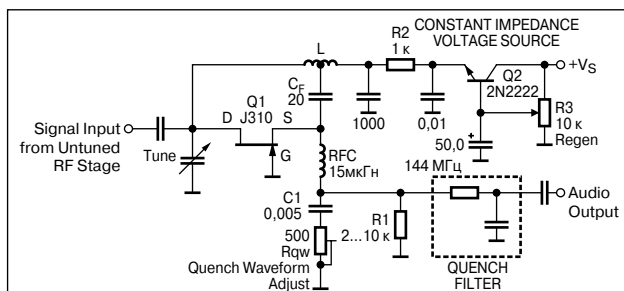 CONSTANT IMPEDANCE
VOLTAGE SOURCE
L
R2
1 к
+VS
Q2
2N2222
CF
20
Q1
J310
D
S
G
1000
0,01
R3
10 к
Regen
+
50,0
Signal Input
from Untuned
RF Stage
Tune
RFC
15мкГн
144 МГц
C1
0,005
R1
2...10 к
Audio
Output
500
Rqw
Quench Waveform
Adjust
QUENCH
FILTER